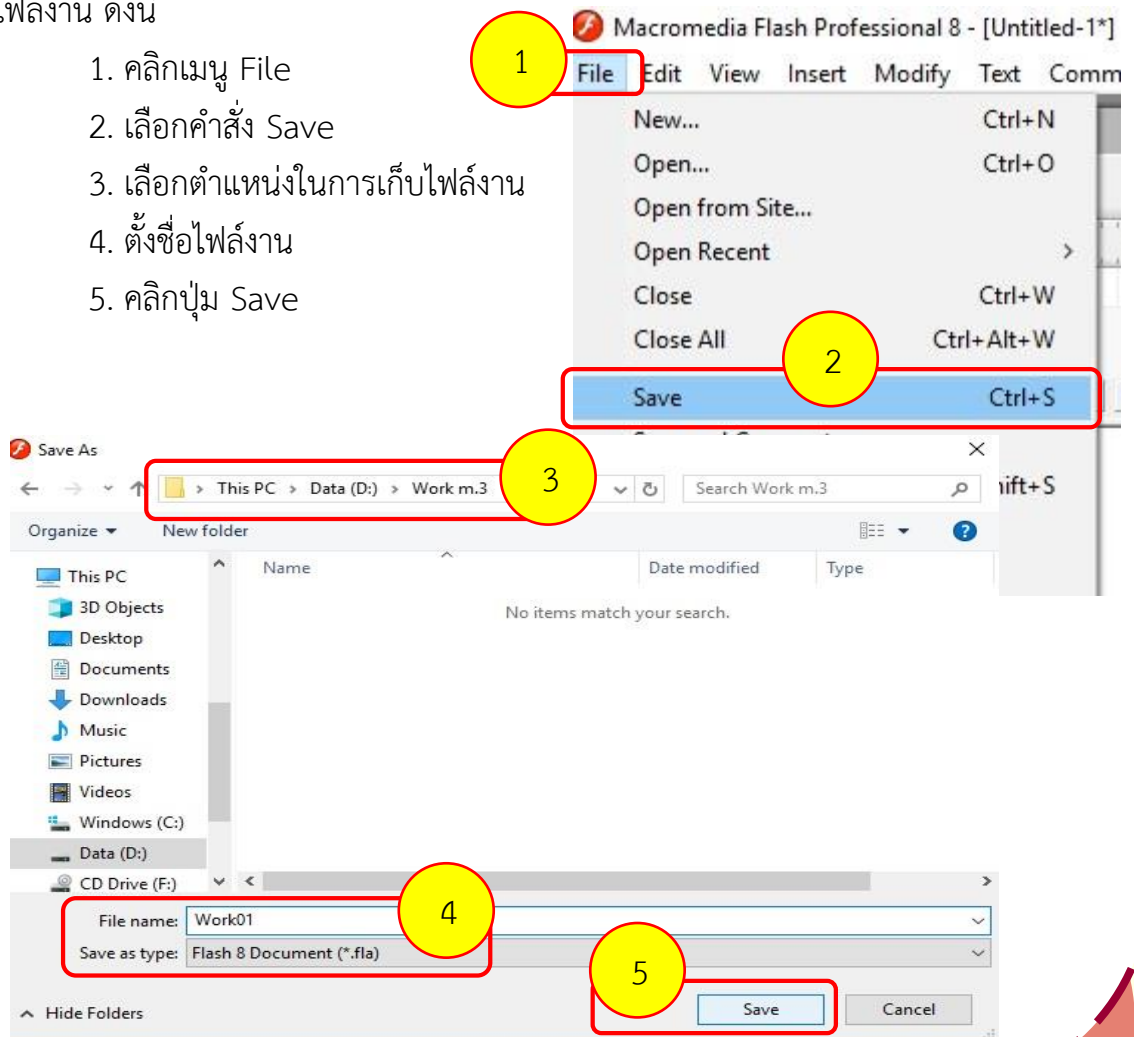 ไฟล์งาน ดังนี้
1. คลิกเมนู File
2. เลือกคำสั่ง Save
3. เลือกตำแหน่งในการเก็บไฟล์งาน
4. ตั้งชื่อไฟล์งาน
5. คลิกปุ่ม Save
Macromedia Flash Professional 8 - [Untitled-1*]
1
File Edit View Insert Modify Text Comm
New... Ctrl+N
Open... Ctrl+O
Open from Site...
Open Recent >
Close Ctrl+W
Close All Ctrl+Alt+W
2
Save Ctrl+S
hift+S
Save As
3
This PC > Data (D:) > Work m.3
Search Work m.3
Organize New folder
Name Date modified Type
No items match your search.
This PC
3D Objects
Desktop
Documents
Downloads
Music
Pictures
Videos
Windows (C:)
Data (D:)
CD Drive (F:)
4
File name: Work01
Save as type: Flash 8 Document (*.fla)
5
Hide Folders
Save Cancel